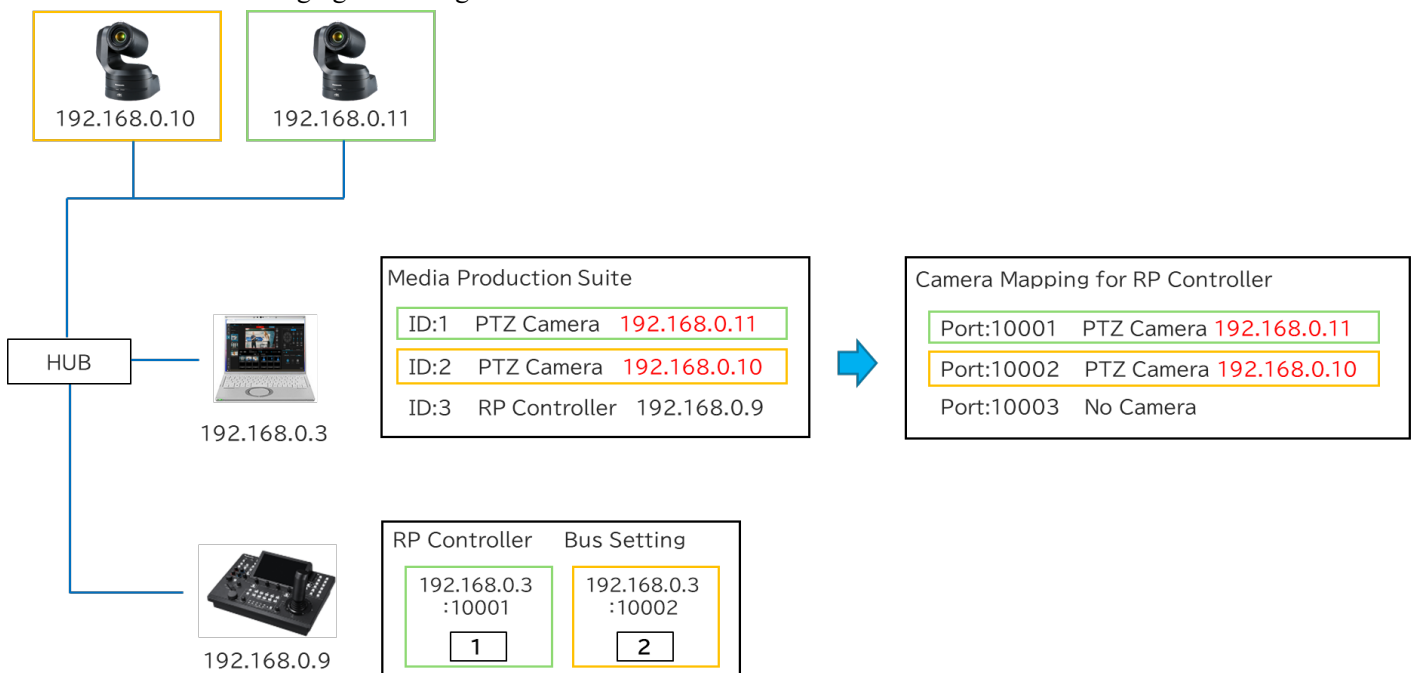 192.168.0.10
192.168.0.11
HUB
192.168.0.3
Media Production Suite
ID:1 PTZ Camera 192.168.0.11
ID:2 PTZ Camera 192.168.0.10
ID:3 RP Controller 192.168.0.9
Camera Mapping for RP Controller
Port:10001 PTZ Camera 192.168.0.11
Port:10002 PTZ Camera 192.168.0.10
Port:10003 No Camera
192.168.0.9
RP Controller Bus Setting
192.168.0.3
:10001
1
192.168.0.3
:10002
2